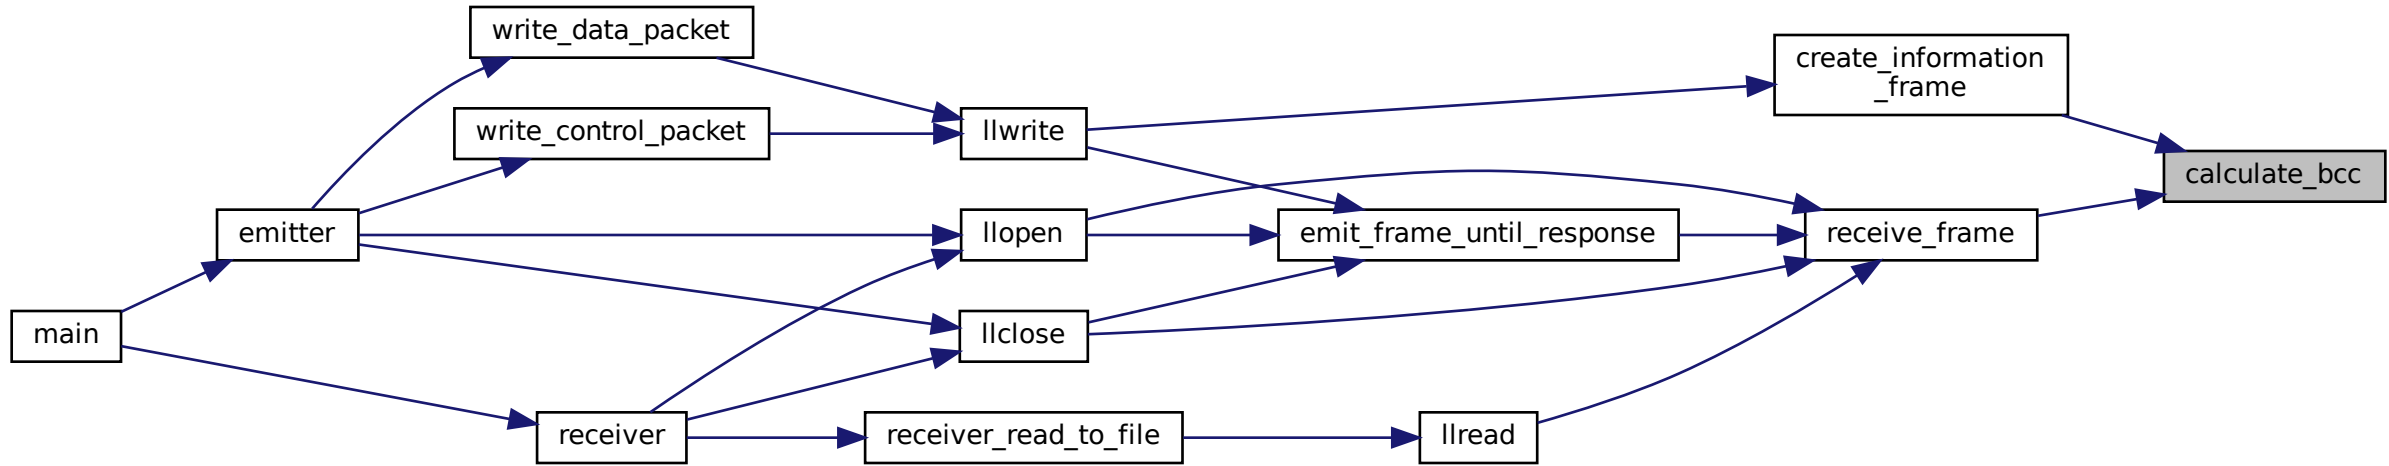 write_data_packet
create_information
_frame
write_control_packet
llwrite
calculate_bcc
emitter
llopen
emit_frame_until_response
receive_frame
main
llclose
receiver
receiver_read_to_file
llread